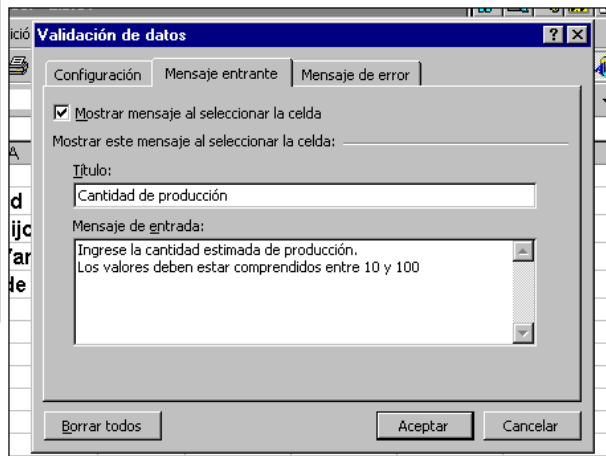 Validación de datos
Configuración
Mensaje entrante
Mensaje de error
Mostrar mensaje al seleccionar la celda
Mostrar este mensaje al seleccionar la celda:
Título:
Cantidad de producción
Mensaje de entrada:
Ingrese la cantidad estimada de producción.
Los valores deben estar comprendidos entre 10 y 100
Borrar todos
Aceptar
Cancelar